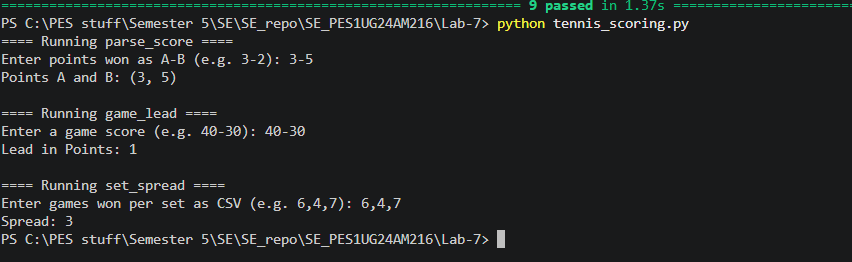 ================================================== 9 passed in 1.37s ======================
PS C:\PES stuff\Semester 5\SE\SE_repo\SE_PES1UG24AM216\Lab-7> python tennis_scoring.py
==== Running parse_score ====
Enter points won as A-B (e.g. 3-2): 3-5
Points A and B: (3, 5)
==== Running game_lead ====
Enter a game score (e.g. 40-30): 40-30
Lead in Points: 1
==== Running set_spread ====
Enter games won per set as CSV (e.g. 6,4,7): 6,4,7
Spread: 3
PS C:\PES stuff\Semester 5\SE\SE_repo\SE_PES1UG24AM216\Lab-7>